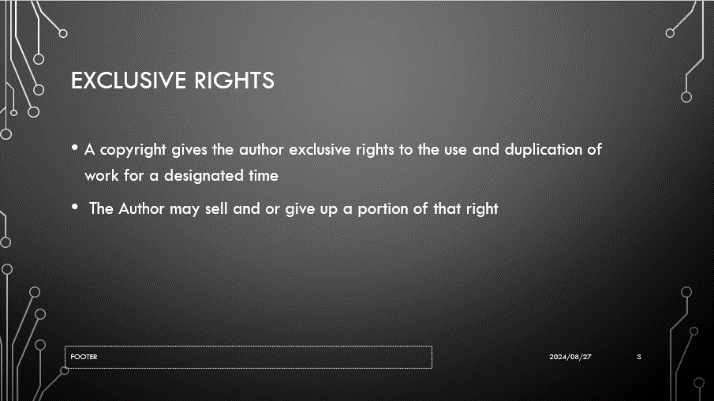 EXCLUSIVE RIGHTS
• A copyright gives the author exclusive rights to the use and duplication of
work for a designated time
• The Author may sell and or give up a portion of that right
FOOTER 2024/08/27 3